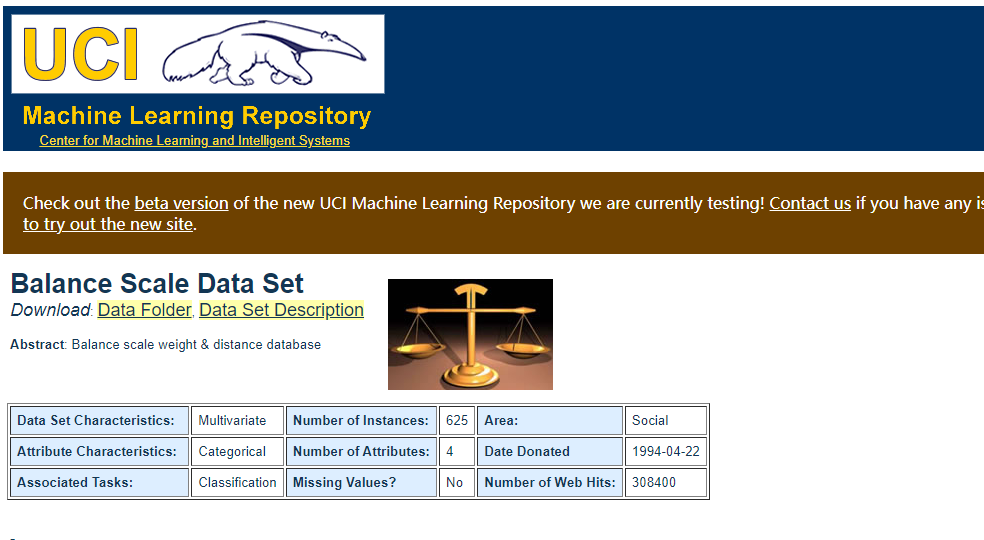 UCI
Machine Learning Repository
Center for Machine Learning and Intelligent Systems
Check out the beta version of the new UCI Machine Learning Repository we are currently testing! Contact us if you have any
to try out the new site.
Balance Scale Data Set
Download: Data Folder, Data Set Description
Abstract: Balance scale weight & distance database
Data Set Characteristics: Multivariate Number of Instances: 625 Area: Social
Attribute Characteristics: Categorical Number of Attributes: 4 Date Donated 1994-04-22
Associated Tasks: Classification Missing Values? No Number of Web Hits: 308400